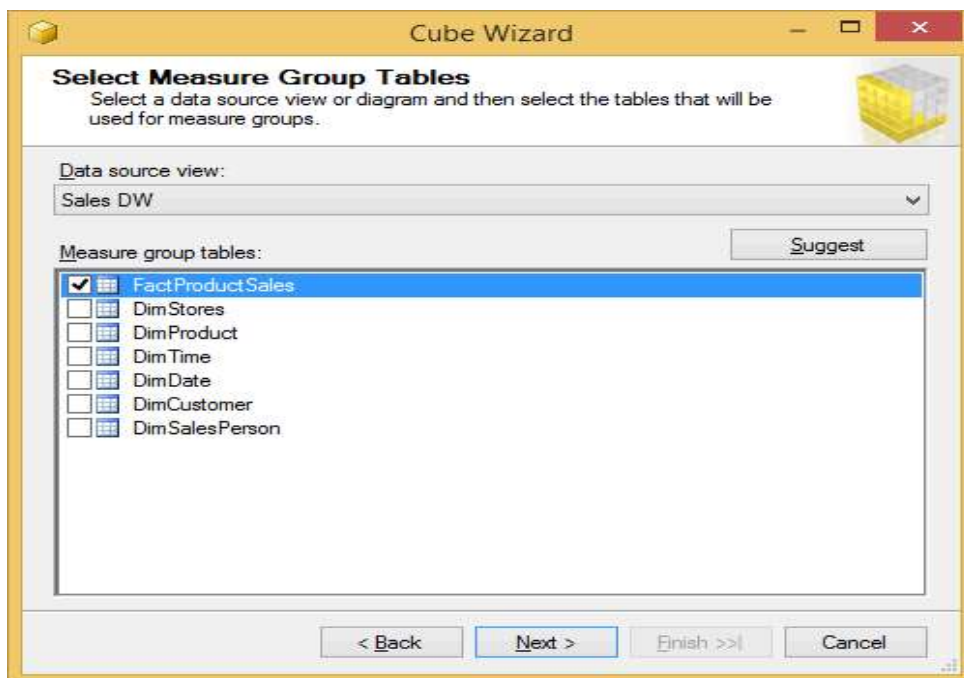 Cube Wizard
Select Measure Group Tables
Select a data source view or diagram and then select the tables that will be
used for measure groups.
Data source view:
Sales DW
Measure group tables:
Suggest
FactProductSales
DimStores
DimProduct
DimTime
DimDate
DimCustomer
DimSalesPerson
< Back
Next >
Finish >>|
Cancel